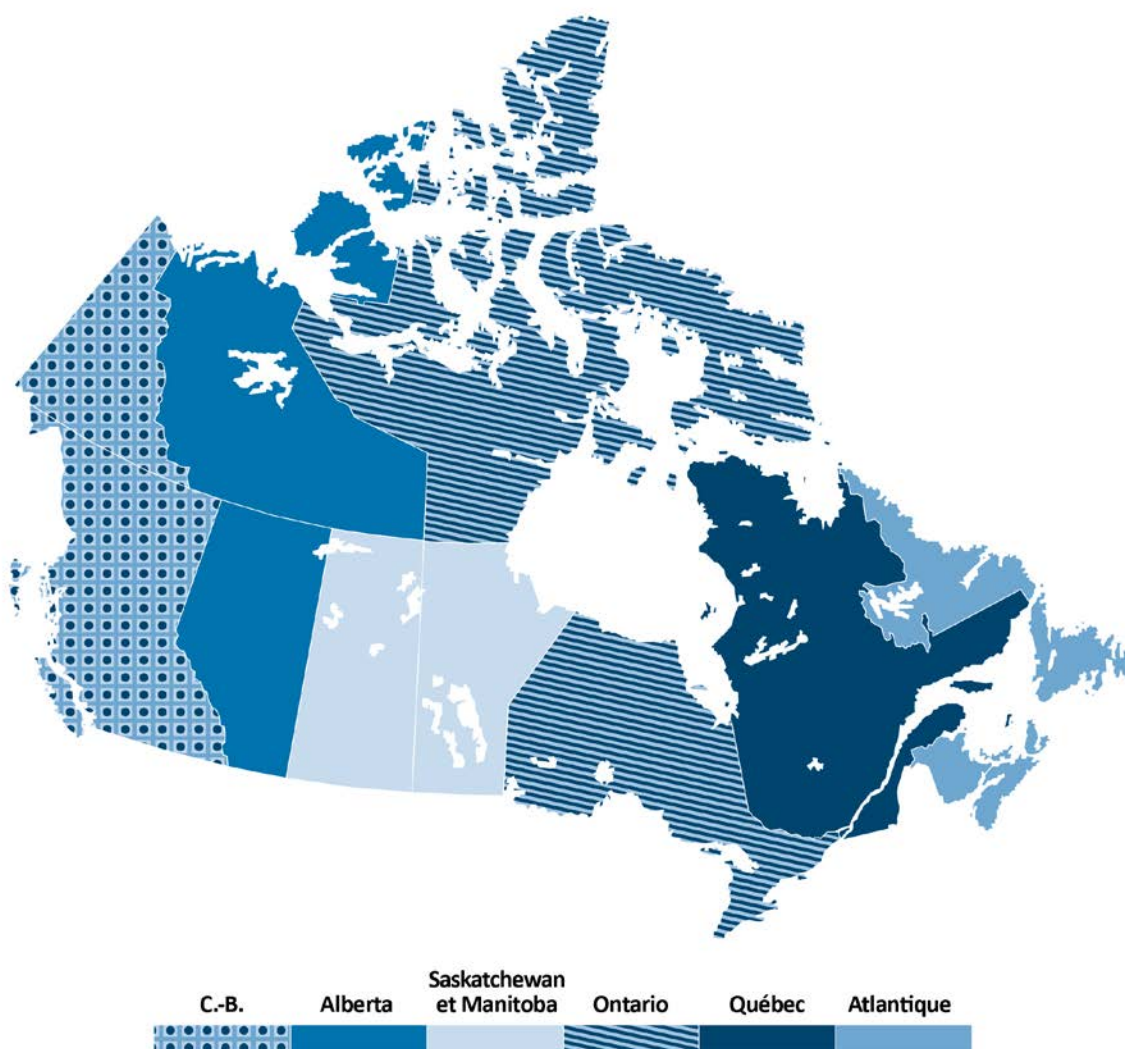 C.-B.
Alberta
Saskatchewan
et Manitoba
Ontario
Québec
Atlantique